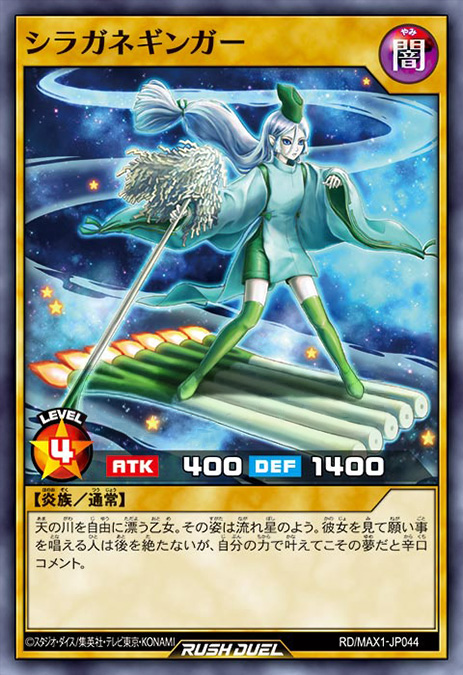 シラガネギンガー
やみ
闇
LEVEL
4
ATK 400 DEF 1400
【炎族／通常】
天の川を自由に漂う乙女。その姿は流れ星のよう。彼女を見て願い事
を唱える人は後を絶たないが、自分の力で叶えてこその夢だと辛口
コメント。
©スタジオ・ダイス/集英社・テレビ東京・KONAMI
RUSH DUEL
RD/MAX1-JP044